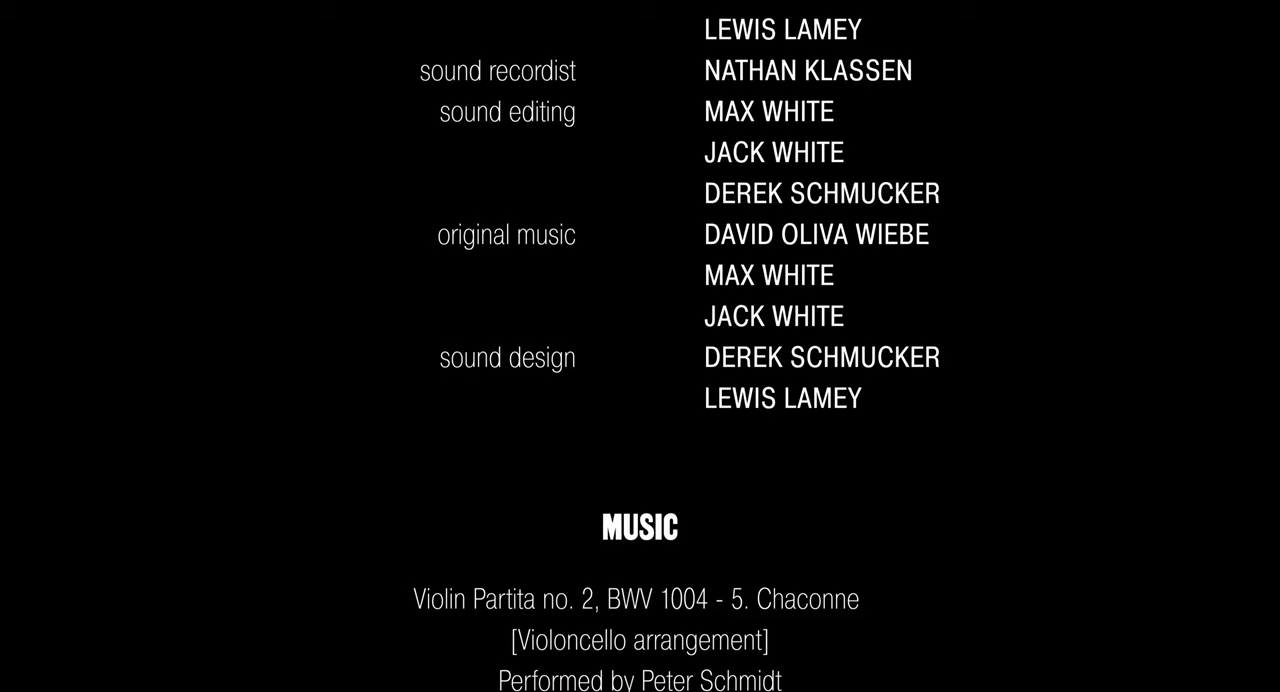 LEWIS LAMEY
sound recordist NATHAN KLASSEN
sound editing MAX WHITE
JACK WHITE
DEREK SCHMUCKER
original music DAVID OLIVA WIEBE
MAX WHITE
JACK WHITE
sound design DEREK SCHMUCKER
LEWIS LAMEY
MUSIC
Violin Partita no. 2, BWV 1004 - 5. Chaconne
[Violoncello arrangement]
Performed by Peter Schmidt